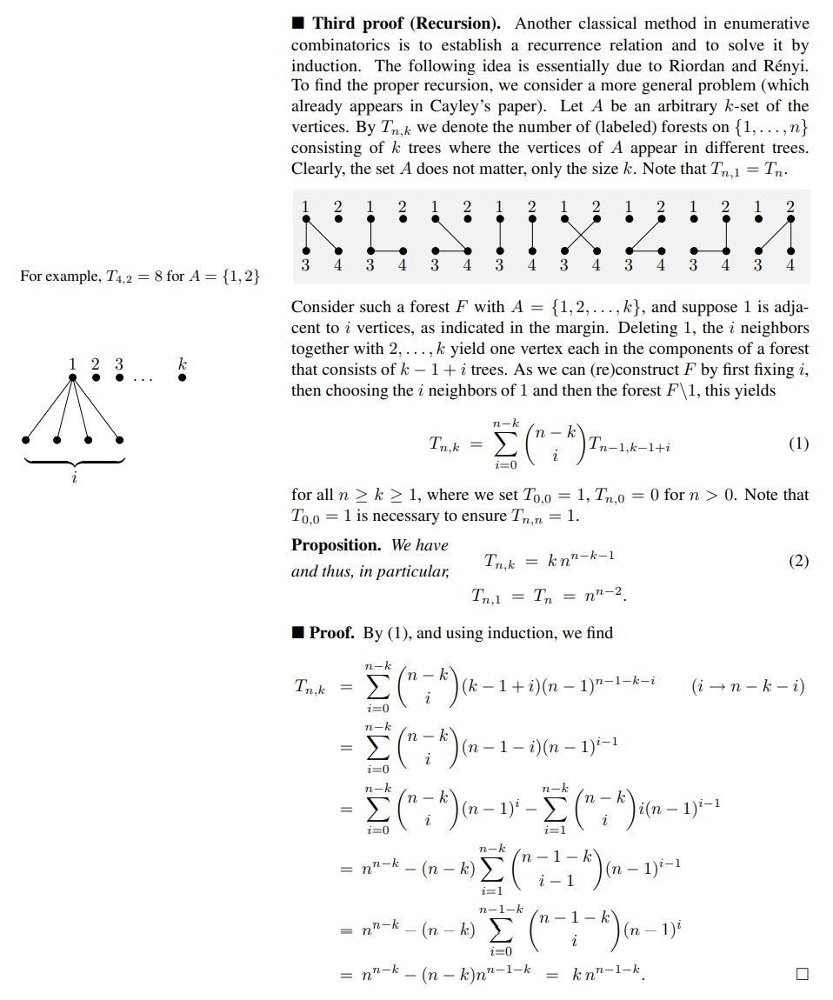 ■ Third proof (Recursion). Another classical method in enumerative
combinatorics is to establish a recurrence relation and to solve it by
induction. The following idea is essentially due to Riordan and Rényi.
To find the proper recursion, we consider a more general problem (which
already appears in Cayley's paper). Let A be an arbitrary k-set of the
vertices. By T_{n,k} we denote the number of (labeled) forests on {1, . . . , n}
consisting of k trees where the vertices of A appear in different trees.
Clearly, the set A does not matter, only the size k. Note that T_{n,1} = T_n.
1 2 1 2 1 2 1 2 1 2 1 2 1 2 1 2
3 4 3 4 3 4 3 4 3 4 3 4 3 4 3 4
For example, T_{4,2} = 8 for A = {1, 2}
Consider such a forest F with A = {1, 2, . . . , k}, and suppose 1 is adja-
cent to i vertices, as indicated in the margin. Deleting 1, the i neighbors
together with 2, . . . , k yield one vertex each in the components of a forest
that consists of k − 1 + i trees. As we can (re)construct F by first fixing i,
then choosing the i neighbors of 1 and then the forest F\1, this yields
1 2 3 . . . k
i
T_{n,k} = \sum_{i=0}^{n-k} \binom{n-k}{i} T_{n-1,k-1+i} (1)
for all n ≥ k ≥ 1, where we set T_{0,0} = 1, T_{n,0} = 0 for n > 0. Note that
T_{0,0} = 1 is necessary to ensure T_{n,n} = 1.
Proposition. We have
T_{n,k} = k n^{n-k-1} (2)
and thus, in particular,
T_{n,1} = T_n = n^{n-2}.
■ Proof. By (1), and using induction, we find
T_{n,k} = \sum_{i=0}^{n-k} \binom{n-k}{i} (k − 1 + i)(n − 1)^{n-1-k-i} (i → n − k − i)
= \sum_{i=0}^{n-k} \binom{n-k}{i} (n − 1 − i)(n − 1)^{i-1}
= \sum_{i=0}^{n-k} \binom{n-k}{i} (n − 1)^i − \sum_{i=1}^{n-k} \binom{n-k}{i} i(n − 1)^{i-1}
= n^{n-k} − (n − k) \sum_{i=1}^{n-k} \binom{n-1-k}{i-1} (n − 1)^{i-1}
= n^{n-k} − (n − k) \sum_{i=0}^{n-1-k} \binom{n-1-k}{i} (n − 1)^i
= n^{n-k} − (n − k)n^{n-1-k} = k n^{n-1-k}. □